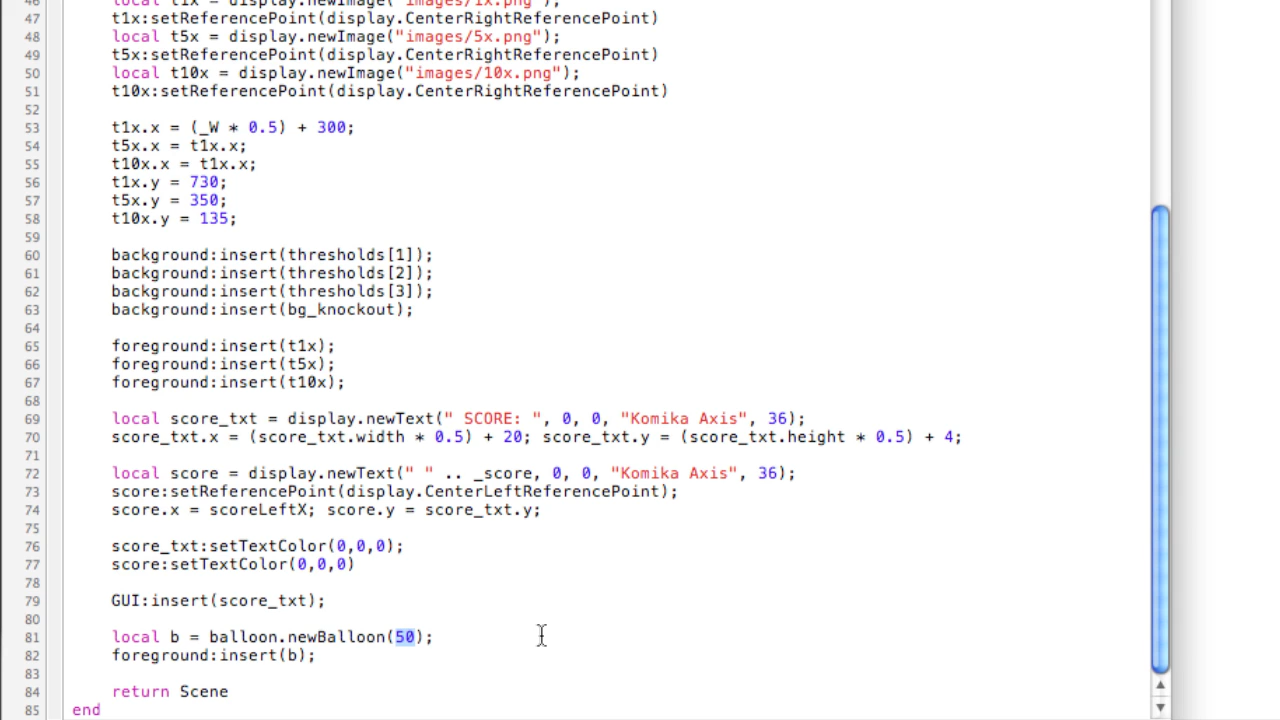 46 local t1x = display.newImage("images/1x.png");
47 t1x:setReferencePoint(display.CenterRightReferencePoint)
48 local t5x = display.newImage("images/5x.png");
49 t5x:setReferencePoint(display.CenterRightReferencePoint)
50 local t10x = display.newImage("images/10x.png");
51 t10x:setReferencePoint(display.CenterRightReferencePoint)
52
53 t1x.x = (_W * 0.5) + 300;
54 t5x.x = t1x.x;
55 t10x.x = t1x.x;
56 t1x.y = 730;
57 t5x.y = 350;
58 t10x.y = 135;
59
60 background:insert(thresholds[1]);
61 background:insert(thresholds[2]);
62 background:insert(thresholds[3]);
63 background:insert(bg_knockout);
64
65 foreground:insert(t1x);
66 foreground:insert(t5x);
67 foreground:insert(t10x);
68
69 local score_txt = display.newText(" SCORE: ", 0, 0, "Komika Axis", 36);
70 score_txt.x = (score_txt.width * 0.5) + 20; score_txt.y = (score_txt.height * 0.5) + 4;
71
72 local score = display.newText(" " .. _score, 0, 0, "Komika Axis", 36);
73 score:setReferencePoint(display.CenterLeftReferencePoint);
74 score.x = scoreLeftX; score.y = score_txt.y;
75
76 score_txt:setTextColor(0,0,0);
77 score:setTextColor(0,0,0)
78
79 GUI:insert(score_txt);
80
81 local b = balloon.newBalloon(50);
82 foreground:insert(b);
83
84 return Scene
85 end